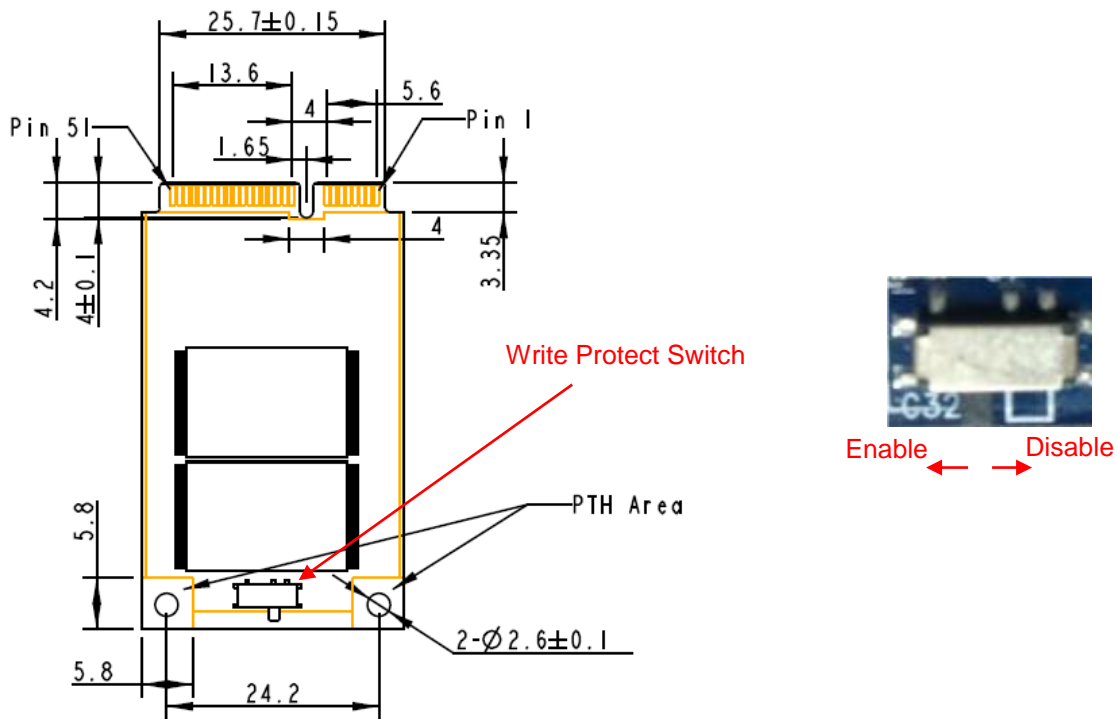 25.7±0.15
13.6
5.6
4
Pin 51
Pin 1
1.65
4
3.35
4.2
4±0.1
Write Protect Switch
C32
Enable
Disable
5.8
PTH Area
2-Ø2.6±0.1
5.8
24.2